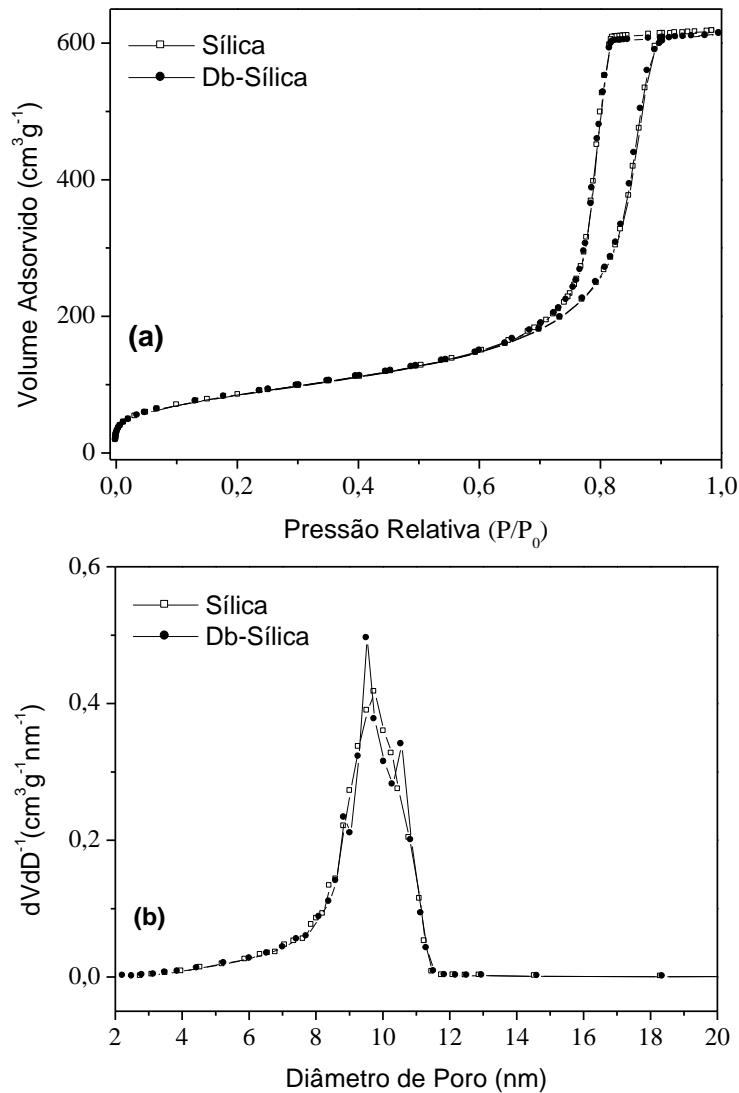 Sílica
Db-Sílica
600
400
200
0
Volume Adsorvido (cm³g⁻¹)
(a)
0,0 0,2 0,4 0,6 0,8 1,0
Pressão Relativa (P/P₀)
Sílica
Db-Sílica
0,6
0,4
0,2
0,0
dVdD⁻¹(cm³g⁻¹nm⁻¹)
(b)
2 4 6 8 10 12 14 16 18 20
Diâmetro de Poro (nm)